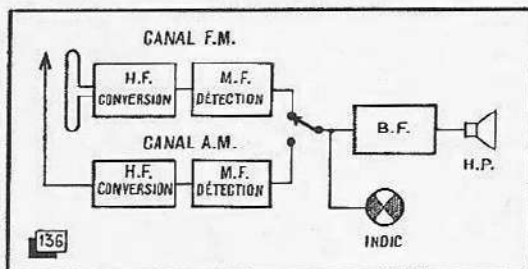 CANAL F.M.
H.F.
CONVERSION
M.F.
DÉTECTION
CANAL A.M.
H.F.
CONVERSION
M.F.
DÉTECTION
B.F.
H.P.
INDIC
136